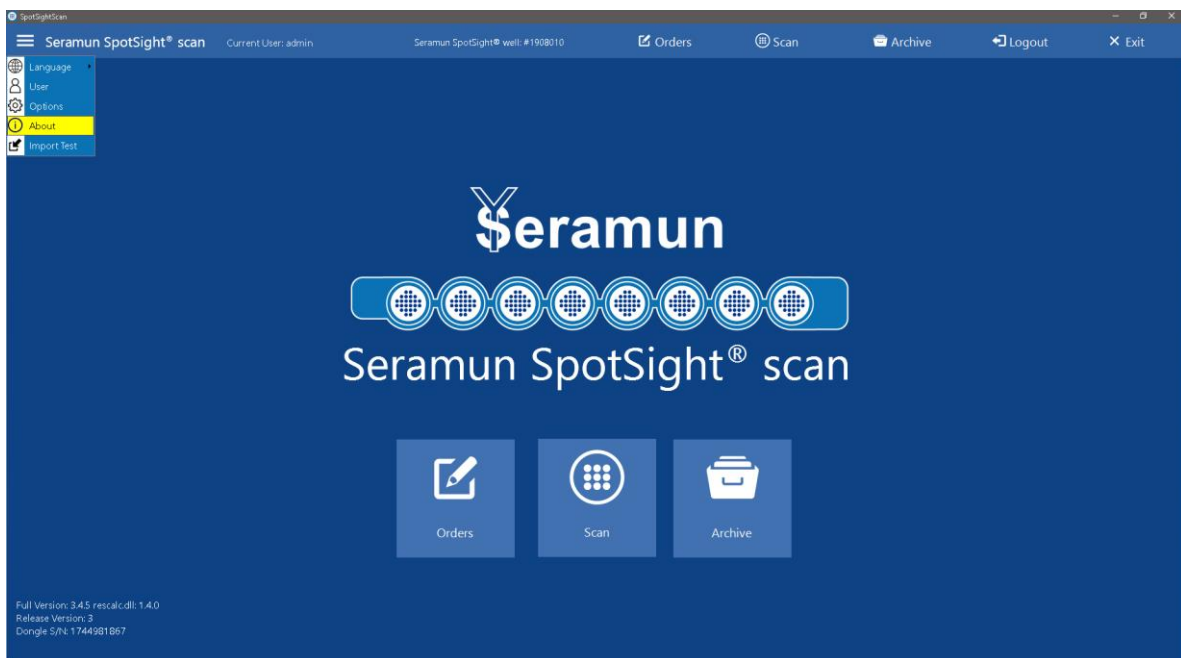 SpotSightScan
Seramun SpotSight® scan Current User: admin Seramun SpotSight® well: #1908010 Orders Scan Archive Logout Exit
Language
User
Options
About
Import Test
Seramun
Seramun SpotSight® scan
Orders Scan Archive
Full Version: 3.4.5 rescalc.dll: 1.4.0
Release Version: 3
Dongle S/N: 1744981867